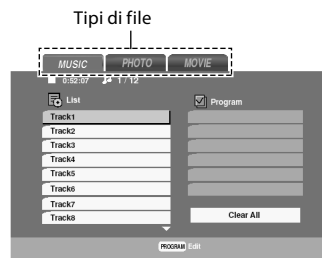 Tipi di file
MUSIC PHOTO MOVIE
0:52:07 1 / 12
List
Program
Track1
Track2
Track3
Track4
Track5
Track6
Track7
Track8
Clear All
PROGRAM Edit